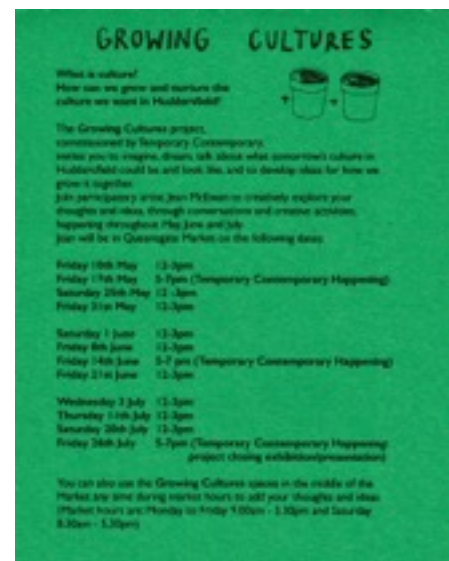 GROWING CULTURES
What is culture?
How can we grow and nurture the
culture we want in Huddersfield?
The Growing Cultures project,
commissioned by Temporary Contemporary,
invites you to imagine, dream, talk about what tomorrow's culture in
Huddersfield could be and look like, and to develop ideas for how we
grow it together.
Join participatory artist Jean McEwan to creatively explore your
thoughts and ideas, through conversations and creative activities,
happening throughout May, June and July
Jean will be in Queensgate Market on the following dates:
Friday 10th May 12-3pm
Friday 17th May 5-7pm (Temporary Contemporary Happening)
Saturday 25th May 12 -3pm
Friday 31st May 12-3pm
Saturday 1 June 12-3pm
Friday 8th June 12-3pm
Friday 14th June 5-7 pm (Temporary Contemporary Happening)
Friday 21st June 12-3pm
Wednesday 3 July 12-3pm
Thursday 11th July 12-3pm
Saturday 20th July 12-3pm
Friday 26th July 5-7pm (Temporary Contemporary Happening
project closing exhibition/presentation)
You can also use the Growing Cultures spaces in the middle of the
Market any time during market hours to add your thoughts and ideas
(Market hours are: Monday to Friday 9.00am - 5.30pm and Saturday
8.30am - 5.30pm)